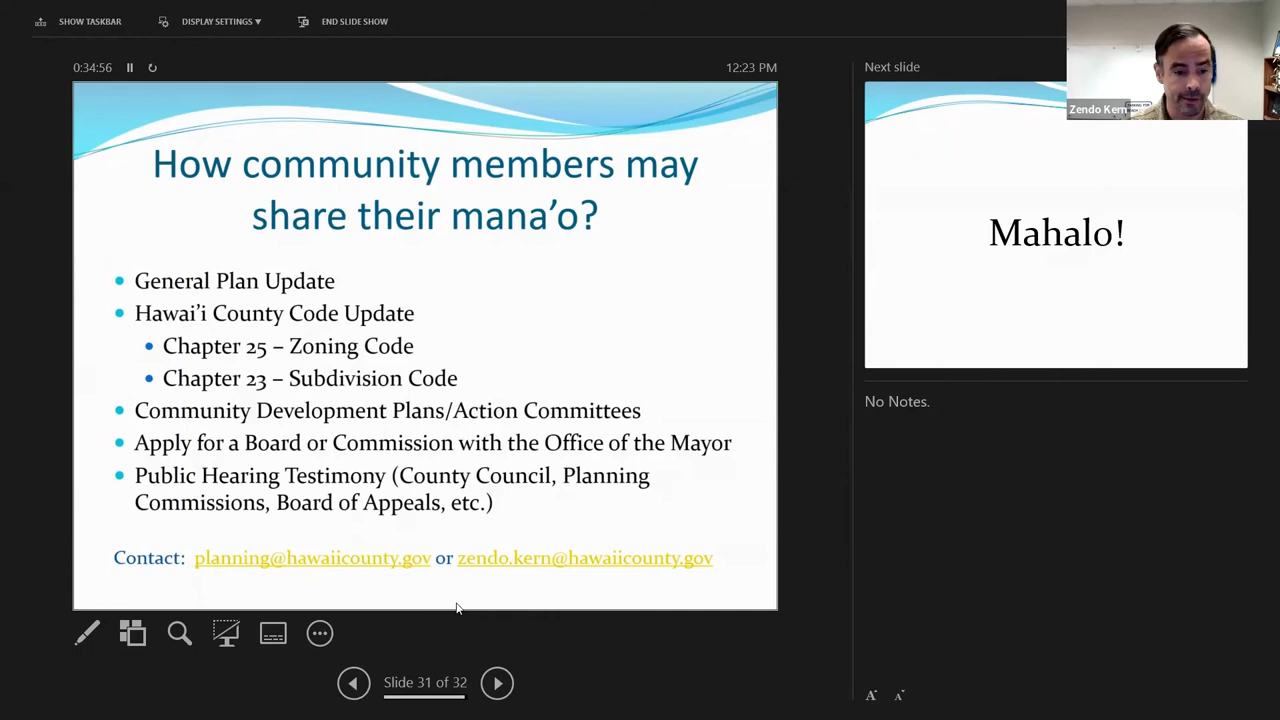 SHOW TASKBAR
DISPLAY SETTINGS ▼
END SLIDE SHOW
0:34:56
12:23 PM
How community members may
share their mana’o?
• General Plan Update
• Hawai’i County Code Update
• Chapter 25 – Zoning Code
• Chapter 23 – Subdivision Code
• Community Development Plans/Action Committees
• Apply for a Board or Commission with the Office of the Mayor
• Public Hearing Testimony (County Council, Planning
Commissions, Board of Appeals, etc.)
Contact: planning@hawaiicounty.gov or zendo.kern@hawaiicounty.gov
Slide 31 of 32
Next slide
Zendo Kern
Mahalo!
No Notes.
A A